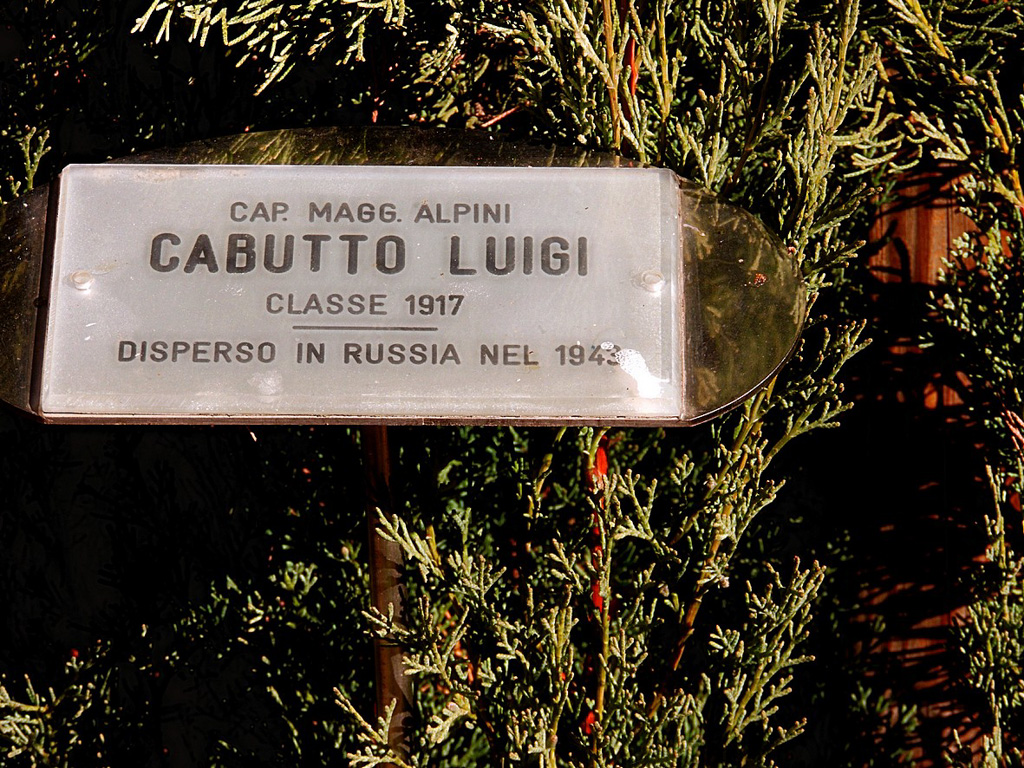 CAP. MAGG. ALPINI
CABUTTO LUIGI
CLASSE 1917
DISPERSO IN RUSSIA NEL 1943